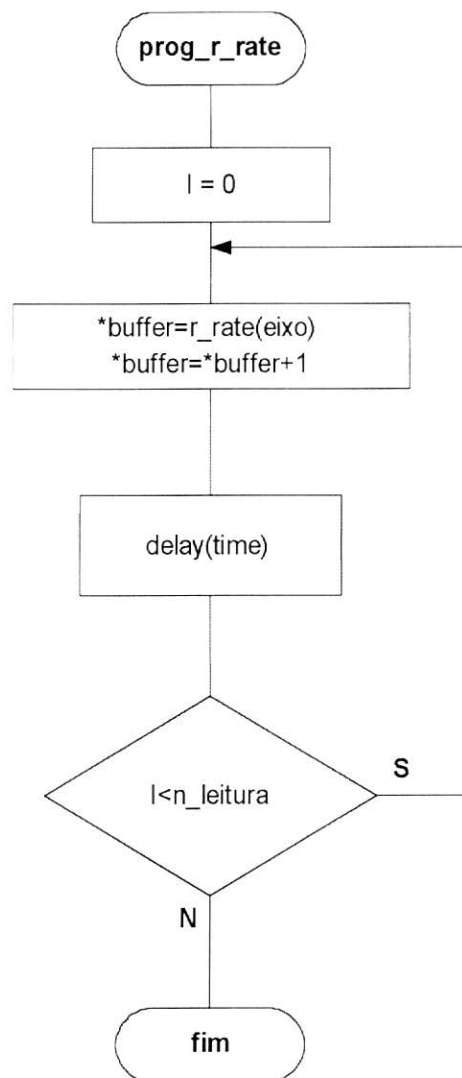 prog_r_rate
I = 0
*buffer=r_rate(eixo)
*buffer=*buffer+1
delay(time)
I<n_leitura
S
N
fim